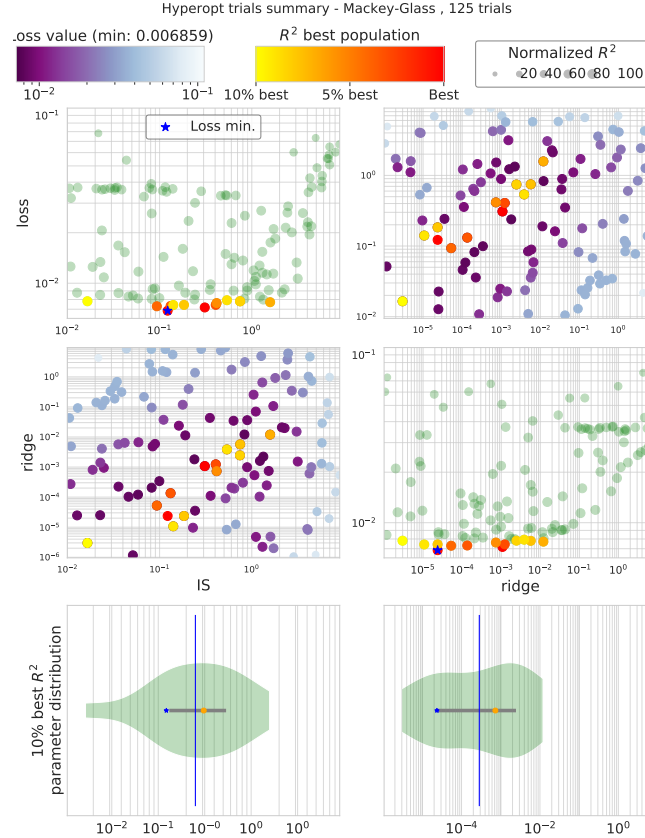 Hyperopt trials summary - Mackey-Glass , 125 trials
Loss value (min: 0.006859)
R² best population
10⁻²
10⁻¹
10% best
5% best
Best
Normalized R²
20 40 60 80 100
Loss min.
loss
10⁻¹
10⁻²
10⁻² 10⁻¹ 10⁰
10⁰
10⁻¹
10⁻²
10⁻⁵ 10⁻⁴ 10⁻³ 10⁻² 10⁻¹ 10⁰
ridge
10⁰
10⁻¹
10⁻²
10⁻³
10⁻⁴
10⁻⁵
10⁻⁶
10⁻² 10⁻¹ 10⁰
IS
10⁻¹
10⁻²
10⁻⁵ 10⁻⁴ 10⁻³ 10⁻² 10⁻¹ 10⁰
ridge
10% best R²
parameter distribution
10⁻² 10⁻¹ 10⁻⁰ 10⁰
10⁻⁴ 10⁻² 10⁰